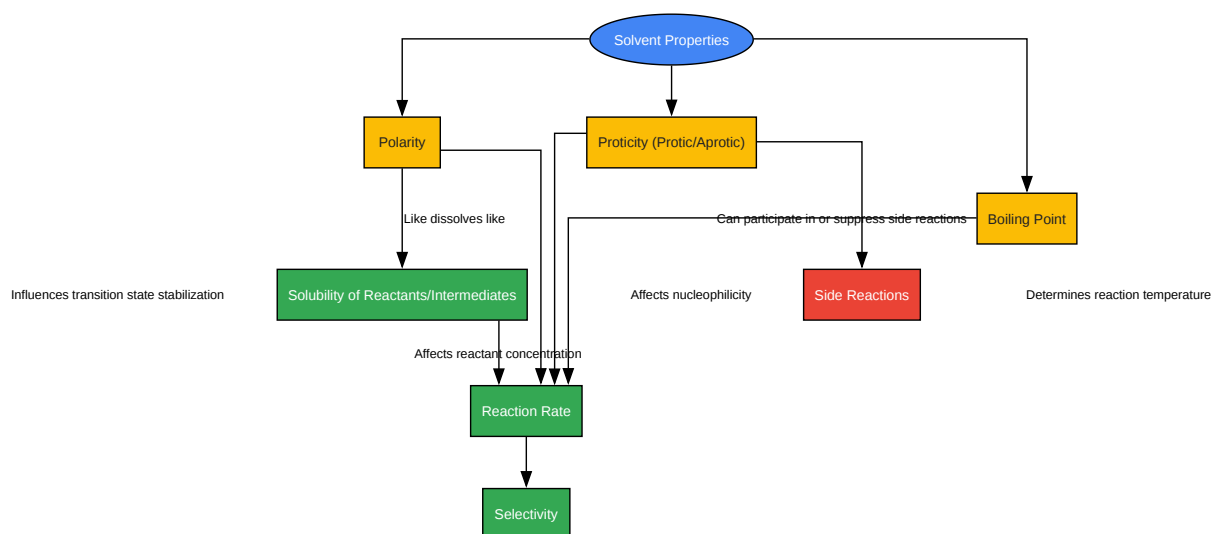 Solvent Properties
Polarity
Proticity (Protic/Aprotic)
Like dissolves like
Can participate in or suppress side reactions
Boiling Point
Influences transition state stabilization
Solubility of Reactants/Intermediates
Affects nucleophilicity
Side Reactions
Determines reaction temperature
Affects reactant concentration
Reaction Rate
Selectivity